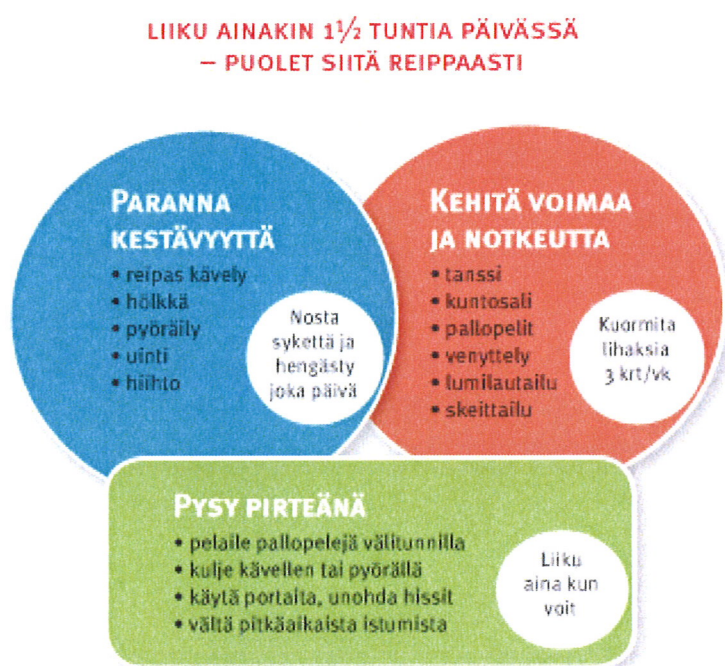 LIIKU AINAKIN 1½ TUNTIA PÄIVÄSSÄ
– PUOLET SIITÄ REIPPAASTI
PARANNA
KESTÄVYYTTÄ
• reipas kävely
• hölkkä
• pyöräily
• uinti
• hiihto
Nosta
sykettä ja
hengästy
joka päivä
KEHITÄ VOIMAA
JA NOTKEUTTA
• tanssi
• kuntosali
• pallopelit
• venyttely
• lumilautailu
• skeittailu
Kuormita
lihaksia
3 krt/vk
PYSY PIRTEÄNÄ
• pelaile pallopelejä välitunnilla
• kulje kävellen tai pyörällä
• käytä portaita, unohda hissit
• vältä pitkäaikaista istumista
Liiku
aina kun
voit